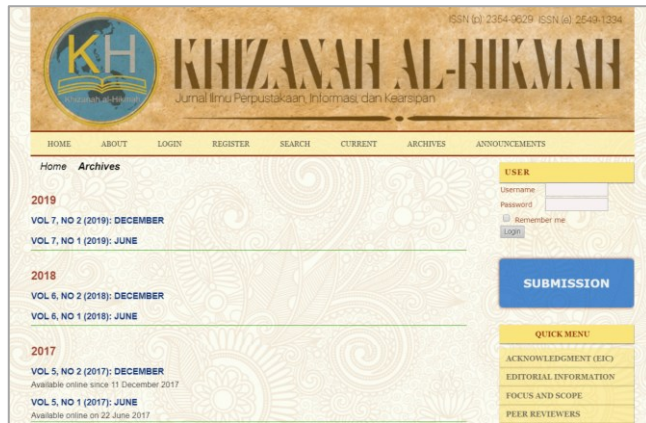 ISSN (p): 2354-9629 ISSN (e): 2549-1334
KH
Khizanah al-Hikmah
KHIZANAH AL-HIKMAH
Jurnal Ilmu Perpustakaan, Informasi, dan Kearsipan
HOME ABOUT LOGIN REGISTER SEARCH CURRENT ARCHIVES ANNOUNCEMENTS
Home Archives
2019
VOL 7, NO 2 (2019): DECEMBER
VOL 7, NO 1 (2019): JUNE
2018
VOL 6, NO 2 (2018): DECEMBER
VOL 6, NO 1 (2018): JUNE
2017
VOL 5, NO 2 (2017): DECEMBER
Available online since 11 December 2017
VOL 5, NO 1 (2017): JUNE
Available online on 22 June 2017
USER
Username
Password
Remember me
Login
SUBMISSION
QUICK MENU
ACKNOWLEDGMENT (EIC)
EDITORIAL INFORMATION
FOCUS AND SCOPE
PEER REVIEWERS